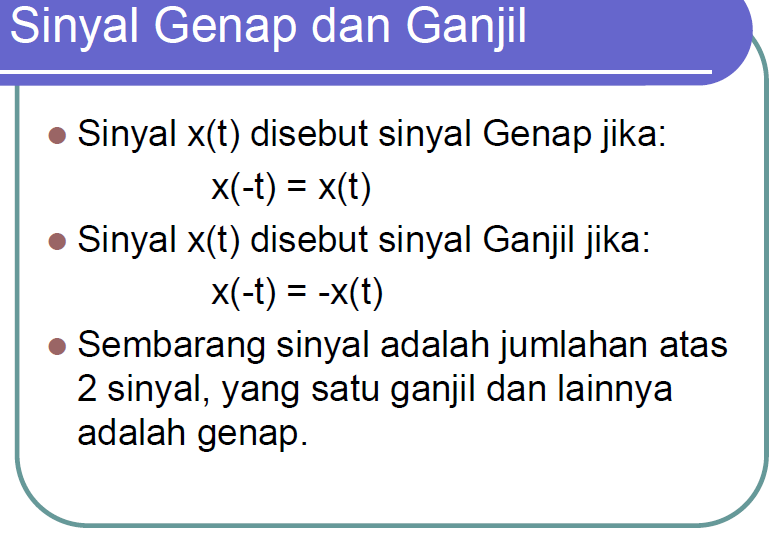 Sinyal Genap dan Ganjil
Sinyal x(t) disebut sinyal Genap jika:
x(-t) = x(t)
Sinyal x(t) disebut sinyal Ganjil jika:
x(-t) = -x(t)
Sembarang sinyal adalah jumlahan atas
2 sinyal, yang satu ganjil dan lainnya
adalah genap.